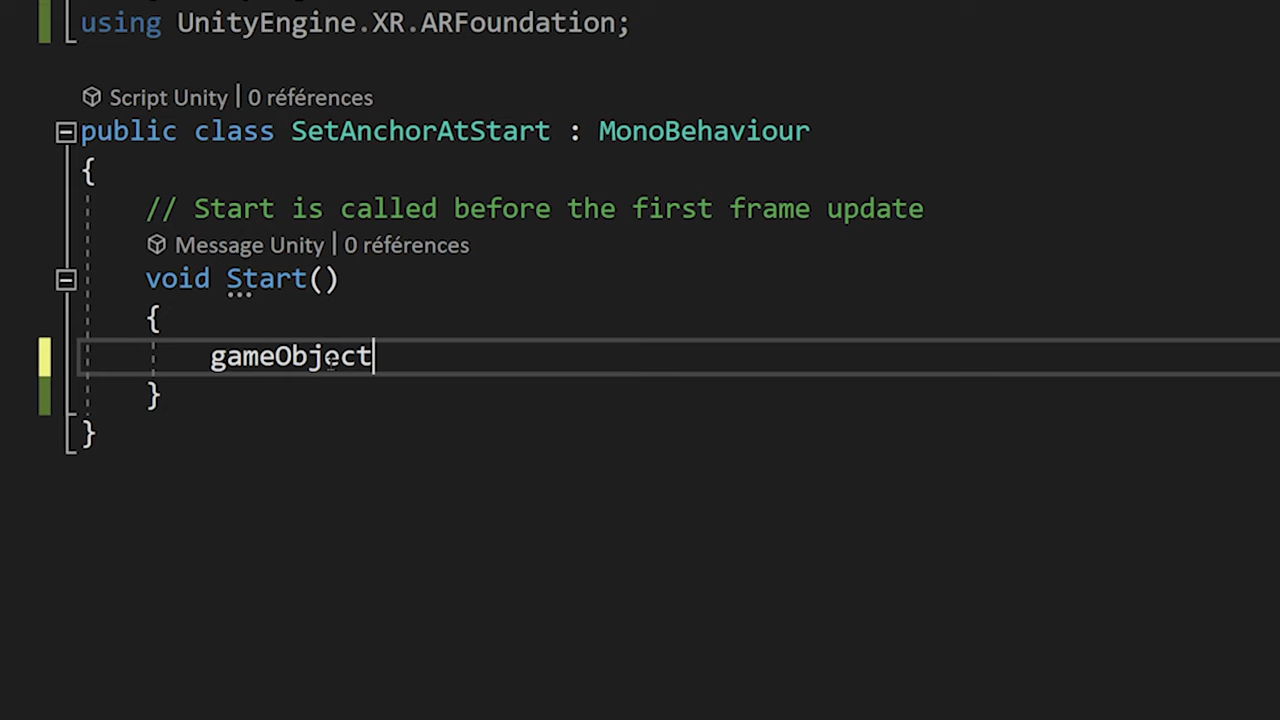 using UnityEngine.XR.ARFoundation;
Script Unity | 0 références
public class SetAnchorAtStart : MonoBehaviour
{
// Start is called before the first frame update
Message Unity | 0 références
void Start()
{
gameObject
}
}